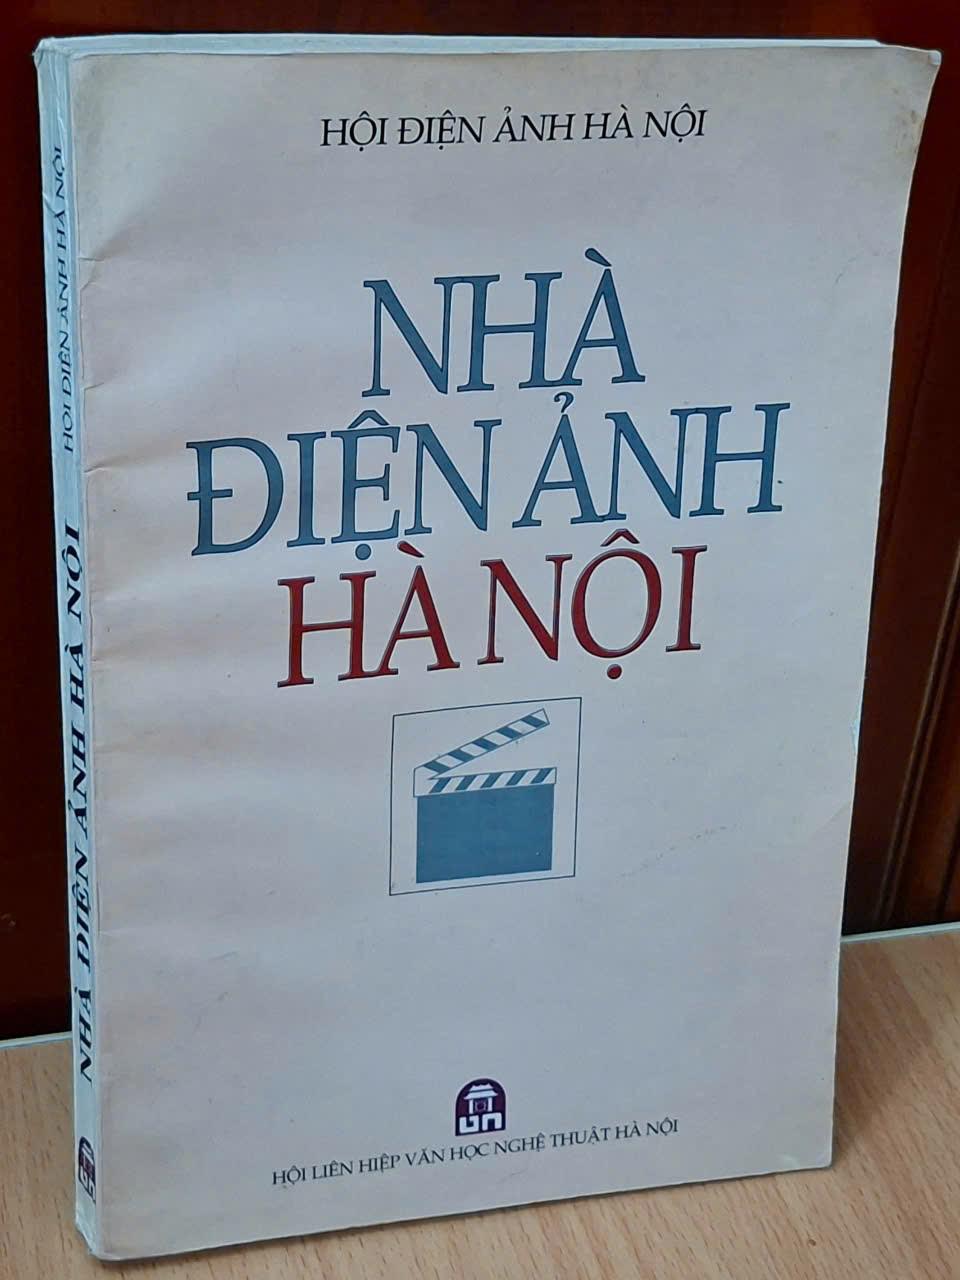 HỘI ĐIỆN ẢNH HÀ NỘI
NHÀ
ĐIỆN ẢNH
HÀ NỘI
HỘI LIÊN HIỆP VĂN HỌC NGHỆ THUẬT HÀ NỘI
HỘI ĐIỆN ẢNH HÀ NỘI
NHÀ ĐIỆN ẢNH HÀ NỘI